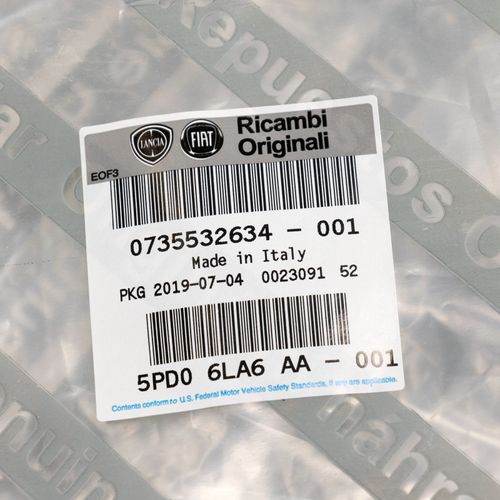 Repuestos O
LANCIA FIAT Ricambi
Originali
EOF3
0735532634 - 001
Made in Italy
PKG 2019-07-04 0023091 52
5PD0 6LA6 AA - 001
Contents conform to U.S. Federal Motor Vehicle Safety Standards, if any are applicable.